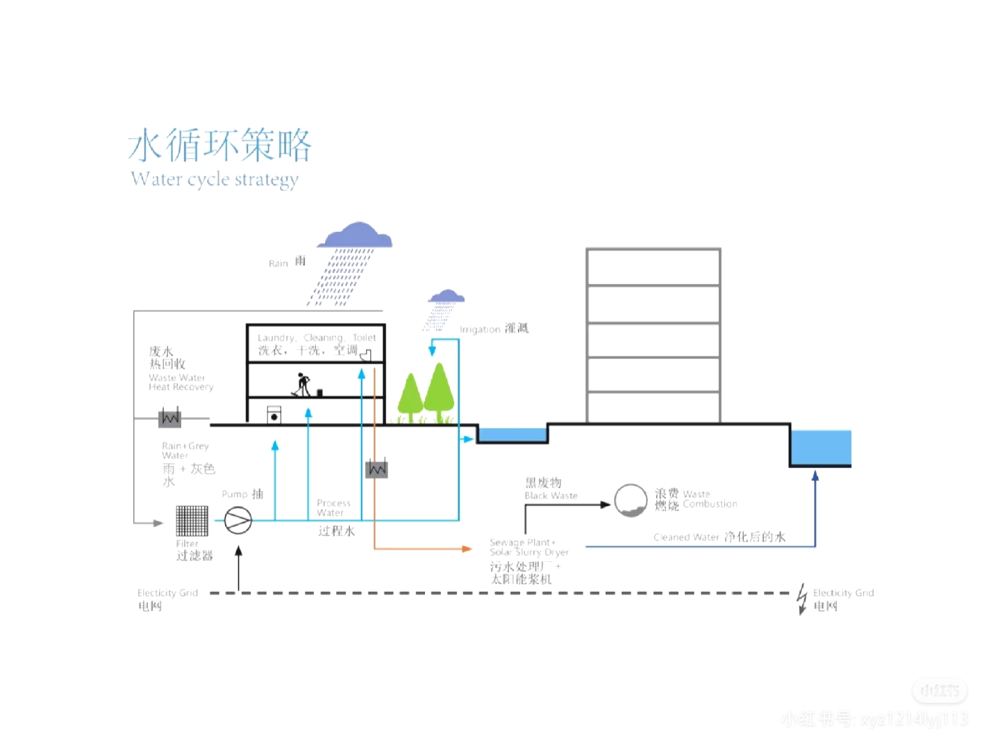 水循环策略
Water cycle strategy
Rain 雨
Irrigation 灌溉
Laundry, Cleaning, Toilet
洗衣，干洗，空调
废水
热回收
Waste Water
Heat Recovery
Rain+Grey
Water
雨 + 灰色
水
Pump 抽
Process
Water
过程水
Filter
过滤器
黑废物
Black Waste
浪费 Waste
燃烧 Combustion
Sewage Plant+
Solar Slurry Dryer
污水处理厂 +
太阳能浆机
Cleaned Water 净化后的水
Electicity Grid
电网
Electicity Grid
电网
小红书
小红书号: xyz1214lyj113